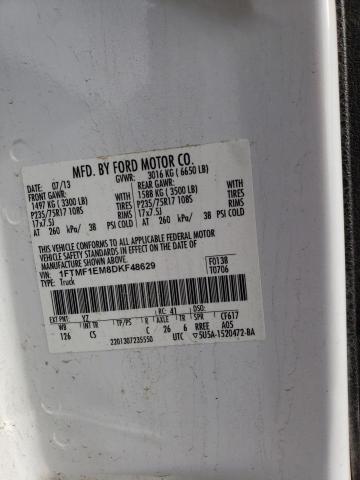 MFD. BY FORD MOTOR CO.
DATE: 07/13 GVWR: 3016 KG ( 6650 LB)
FRONT GAWR: REAR GAWR:
1497 KG ( 3300 LB) WITH 1588 KG ( 3500 LB) WITH
P235/75R17 108S TIRES P235/75R17 108S TIRES
17x7.5J RIMS 17x7.5J RIMS
AT 260 kPa/ 38 PSI COLD AT 260 kPa/ 38 PSI COLD
THIS VEHICLE CONFORMS TO ALL APPLICABLE FEDERAL MOTOR
VEHICLE SAFETY STANDARDS IN EFFECT ON THE DATE OF
MANUFACTURE SHOWN ABOVE.
VIN: 1FTMF1EM8DKF48629 F0138
TYPE: Truck T0706
EXT PNT: YZ RC: 41 DSO:
WB TP/PS AXLE TR SPR CF617
126 CS C 26 6 RREE A05
2201307235550 UTC 5U5A-1520472-BA